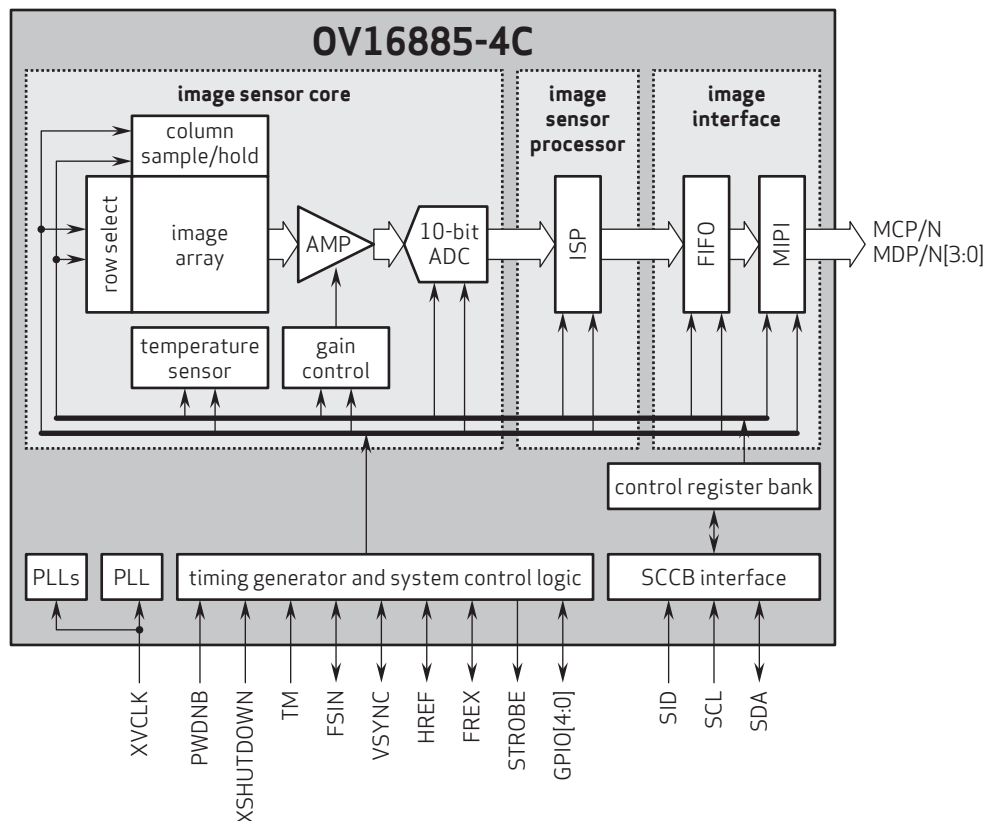 OV16885-4C
image sensor core
image
sensor
processor
image
interface
column
sample/hold
row select
image
array
AMP
10-bit
ADC
ISP
FIFO
MIPI
MCP/N
MDP/N[3:0]
temperature
sensor
gain
control
control register bank
PLLs
PLL
timing generator and system control logic
SCCB interface
XVCLK
PWDNB
XSHUTDOWN
TM
FSIN
VSYNC
HREF
FREX
STROBE
GPIO[4:0]
SID
SCL
SDA